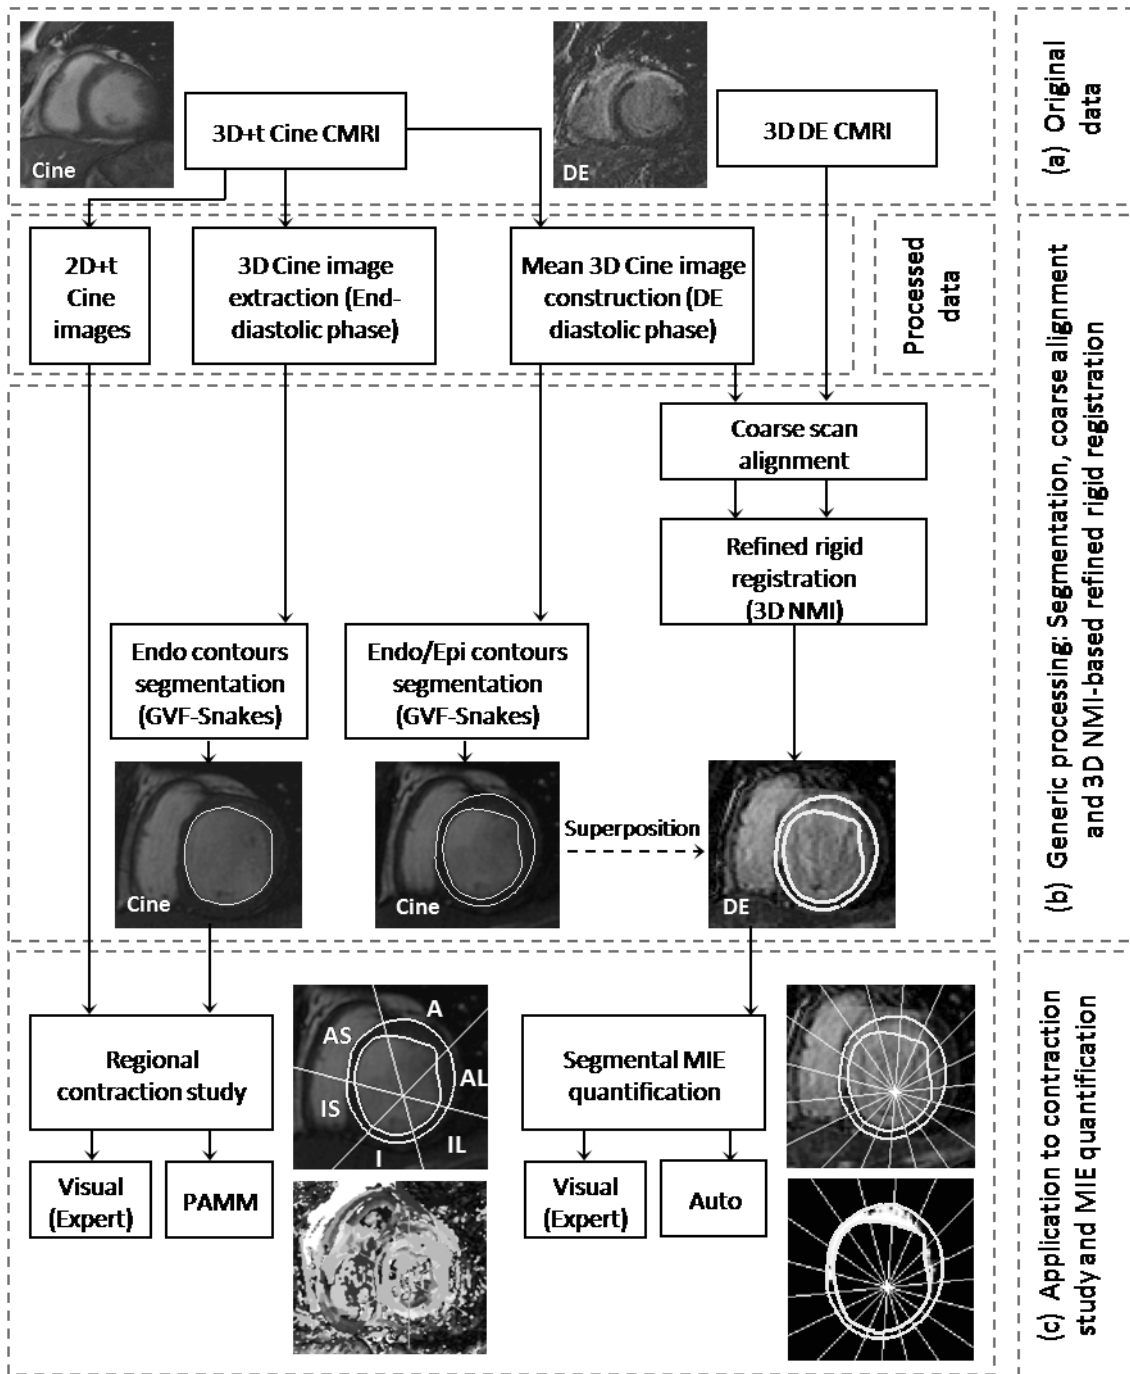 3D+t Cine CMRI
3D DE CMRI
Cine
DE
(a) Original
data
2D+t
Cine
images
3D Cine image
extraction (End-
diastolic phase)
Mean 3D Cine image
construction (DE
diastolic phase)
Processed
data
Coarse scan
alignment
Refined rigid
registration
(3D NMI)
Endo contours
segmentation
(GVF-Snakes)
Endo/Epi contours
segmentation
(GVF-Snakes)
Superposition
Cine
Cine
DE
(b) Generic processing: Segmentation, coarse alignment
and 3D NMI-based refined rigid registration
Regional
contraction study
Visual
(Expert)
PAMM
A
AS
AL
IS
IL
I
Segmental MIE
quantification
Visual
(Expert)
Auto
(c) Application to contraction
study and MIE quantification